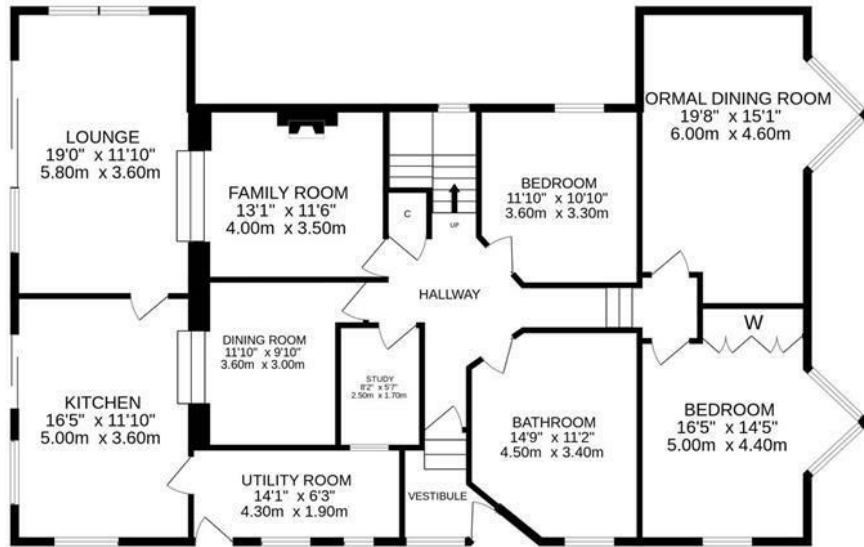 LOUNGE
19'0" x 11'10"
5.80m x 3.60m
FAMILY ROOM
13'1" x 11'6"
4.00m x 3.50m
C
UP
BEDROOM
11'10" x 10'10"
3.60m x 3.30m
ORMAL DINING ROOM
19'8" x 15'1"
6.00m x 4.60m
HALLWAY
KITCHEN
16'5" x 11'10"
5.00m x 3.60m
DINING ROOM
11'10" x 9'10"
3.60m x 3.00m
STUDY
8'2" x 5'7"
2.50m x 1.70m
W
BATHROOM
14'9" x 11'2"
4.50m x 3.40m
BEDROOM
16'5" x 14'5"
5.00m x 4.40m
UTILITY ROOM
14'1" x 6'3"
4.30m x 1.90m
VESTIBULE